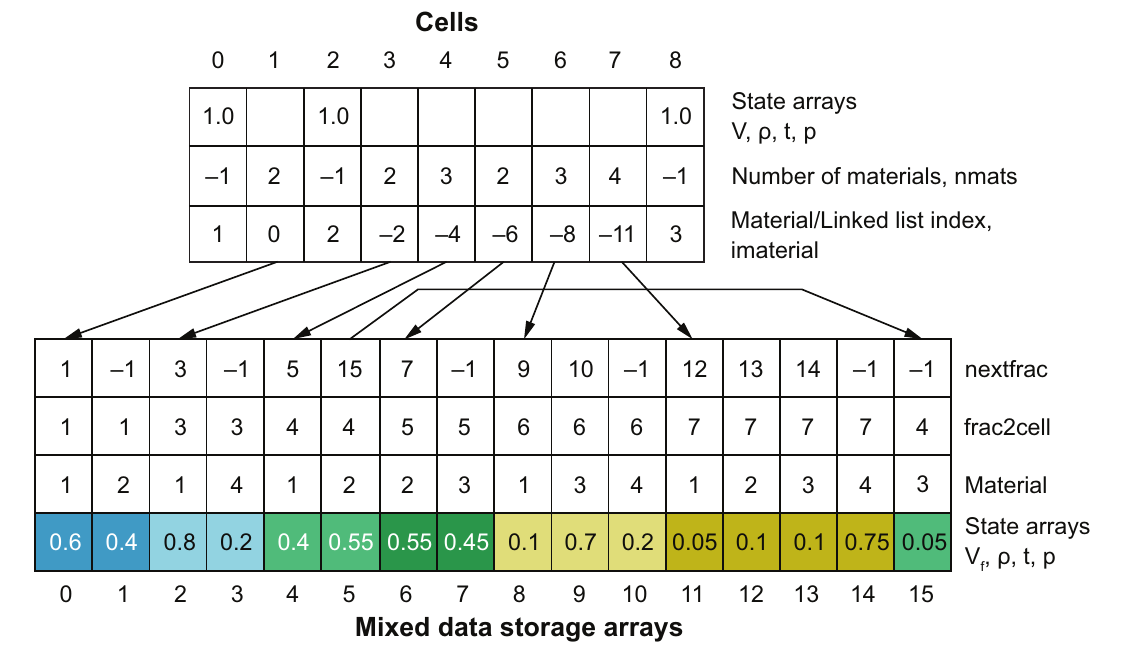 Cells
0 1 2 3 4 5 6 7 8
1.0 1.0 1.0
State arrays
V, ρ, t, p
–1 2 –1 2 3 2 3 4 –1
Number of materials, nmats
1 0 2 –2 –4 –6 –8 –11 3
Material/Linked list index,
imaterial
1 –1 3 –1 5 15 7 –1 9 10 –1 12 13 14 –1 –1
nextfrac
1 1 3 3 4 4 5 5 6 6 6 7 7 7 7 4
frac2cell
1 2 1 4 1 2 2 3 1 3 4 1 2 3 4 3
Material
0.6 0.4 0.8 0.2 0.4 0.55 0.55 0.45 0.1 0.7 0.2 0.05 0.1 0.1 0.75 0.05
State arrays
Vf, ρ, t, p
0 1 2 3 4 5 6 7 8 9 10 11 12 13 14 15
Mixed data storage arrays